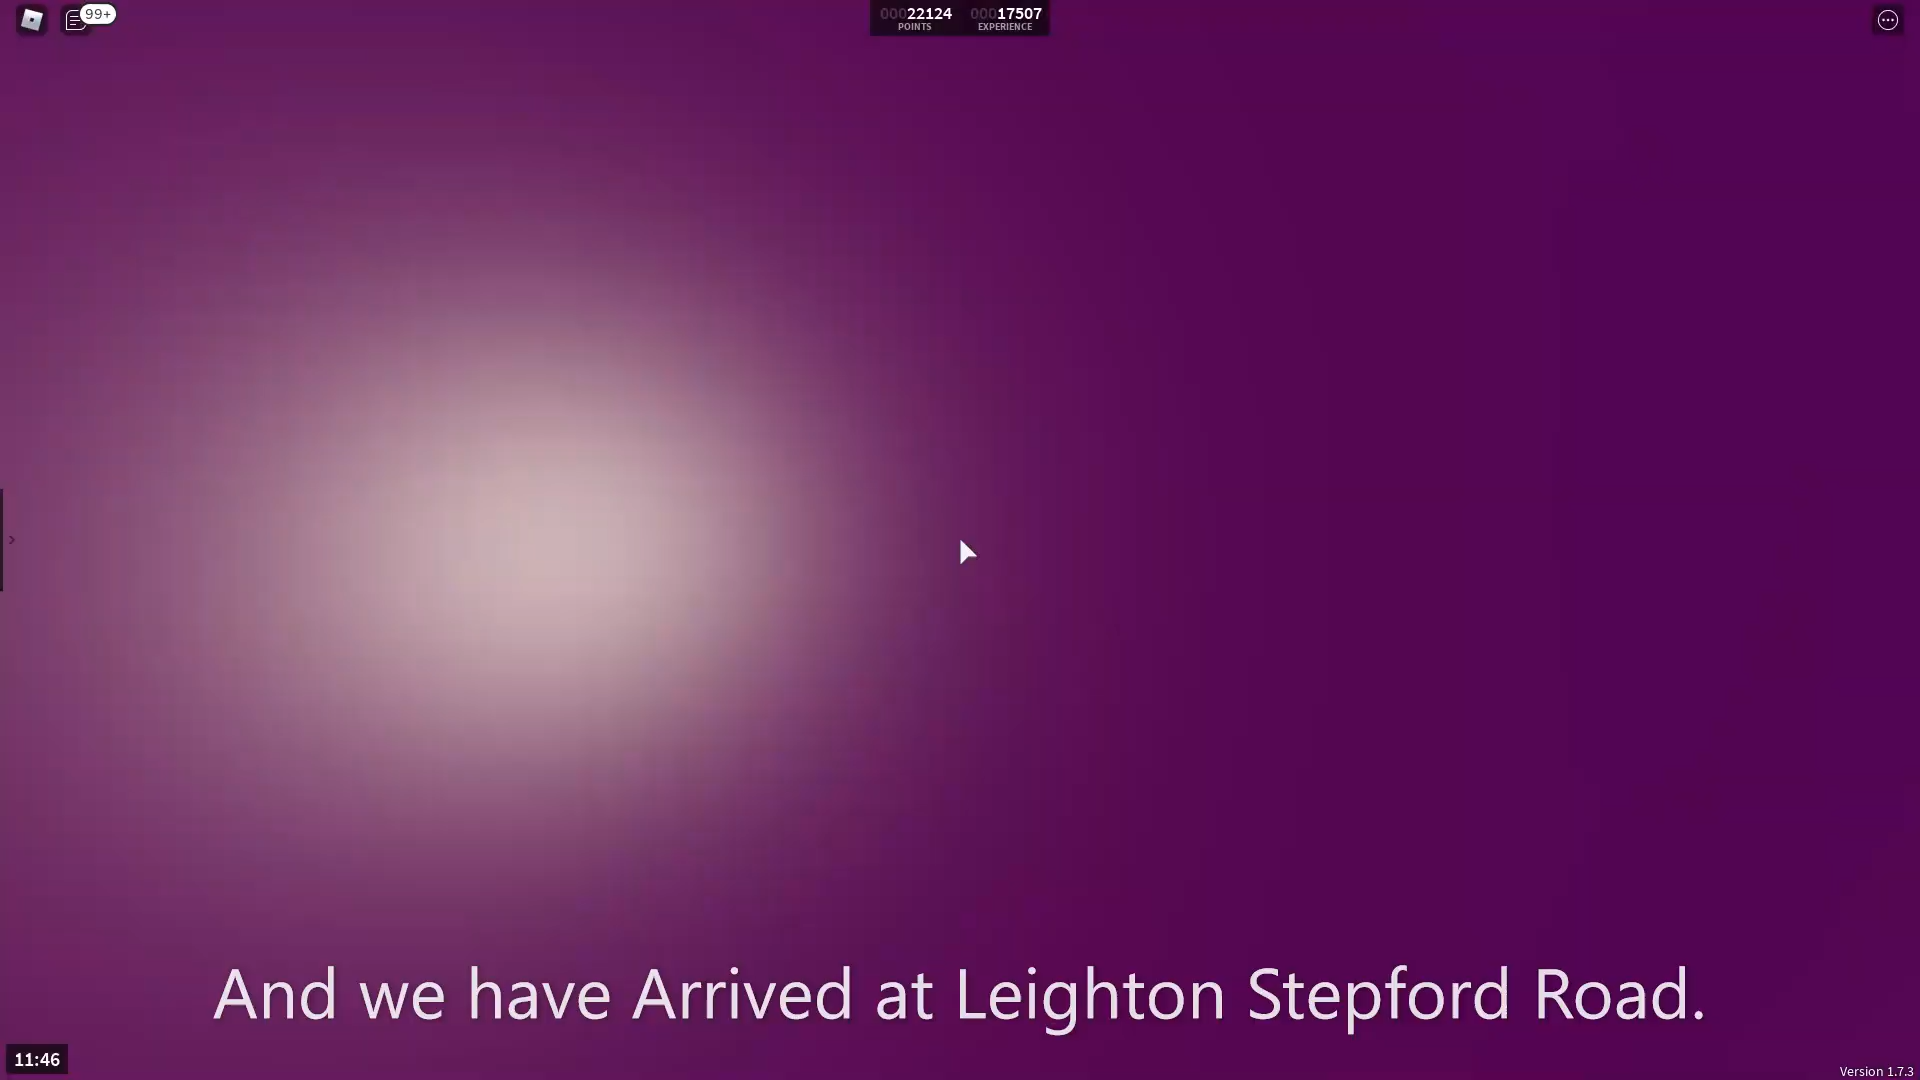 99+
00022124 00017507
POINTS EXPERIENCE
And we have Arrived at Leighton Stepford Road.
11:46
Version 1.7.3